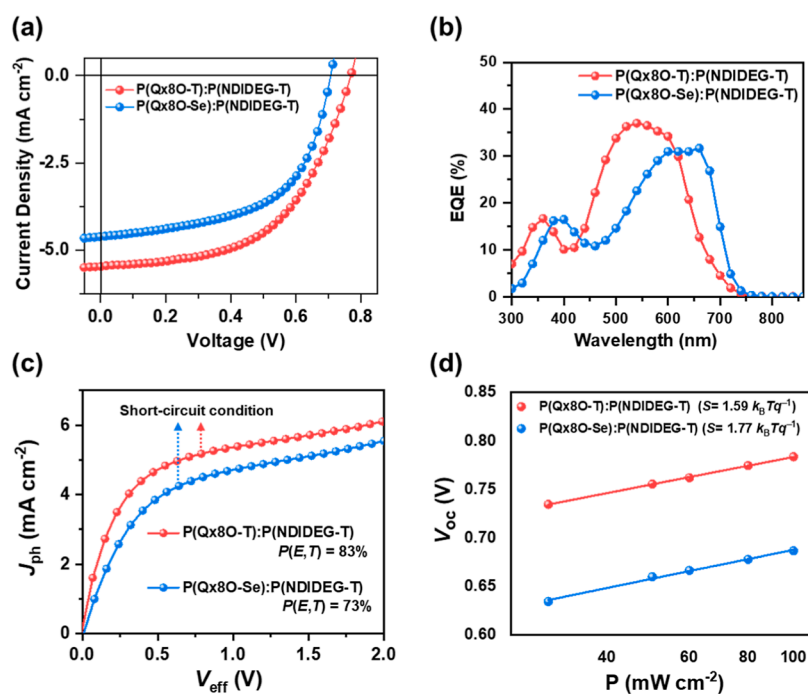 (a)
0.0
-2.5
-5.0
Current Density (mA cm⁻²)
P(Qx8O-T):P(NDIDEG-T)
P(Qx8O-Se):P(NDIDEG-T)
0.0 0.2 0.4 0.6 0.8
Voltage (V)
(b)
50
40
30
20
10
0
EQE (%)
P(Qx8O-T):P(NDIDEG-T)
P(Qx8O-Se):P(NDIDEG-T)
300 400 500 600 700 800
Wavelength (nm)
(c)
6
4
2
0
Jph (mA cm⁻²)
Short-circuit condition
P(Qx8O-T):P(NDIDEG-T)
P(E,T) = 83%
P(Qx8O-Se):P(NDIDEG-T)
P(E,T) = 73%
0.0 0.5 1.0 1.5 2.0
Veff (V)
(d)
0.85
0.80
0.75
0.70
0.65
0.60
Voc (V)
P(Qx8O-T):P(NDIDEG-T) (S= 1.59 kBTq⁻¹)
P(Qx8O-Se):P(NDIDEG-T) (S= 1.77 kBTq⁻¹)
40 60 80 100
P (mW cm⁻²)